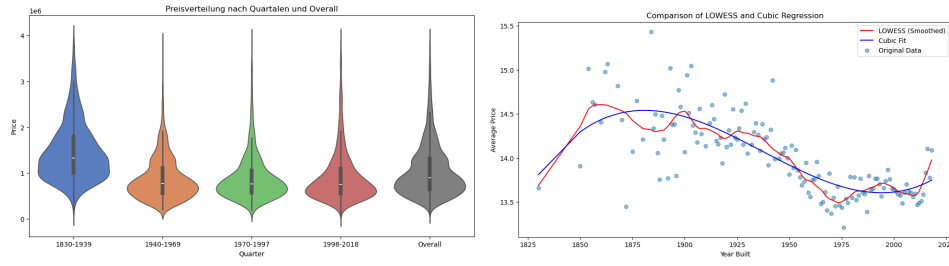 Preisverteilung nach Quartalen und Overall
1e6
4
3
2
1
0
Price
1830-1939
1940-1969
1970-1997
1998-2018
Overall
Quarter
Comparison of LOWESS and Cubic Regression
LOWESS (Smoothed)
Cubic Fit
Original Data
15.5
15.0
14.5
14.0
13.5
Average Price
1825
1850
1875
1900
1925
1950
1975
2000
Year Built